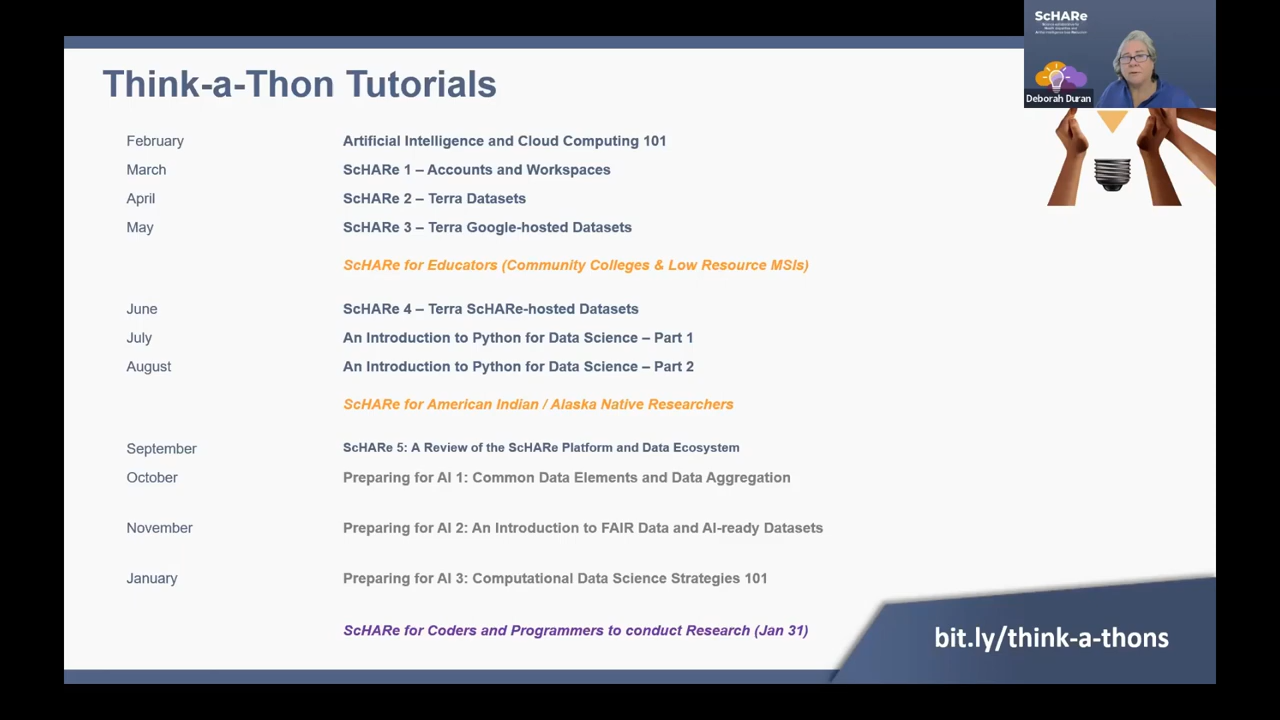 ScHARe
Deborah Duran
Think-a-Thon Tutorials
February Artificial Intelligence and Cloud Computing 101
March ScHARe 1 – Accounts and Workspaces
April ScHARe 2 – Terra Datasets
May ScHARe 3 – Terra Google-hosted Datasets
ScHARe for Educators (Community Colleges & Low Resource MSIs)
June ScHARe 4 – Terra ScHARe-hosted Datasets
July An Introduction to Python for Data Science – Part 1
August An Introduction to Python for Data Science – Part 2
ScHARe for American Indian / Alaska Native Researchers
September ScHARe 5: A Review of the ScHARe Platform and Data Ecosystem
October Preparing for AI 1: Common Data Elements and Data Aggregation
November Preparing for AI 2: An Introduction to FAIR Data and AI-ready Datasets
January Preparing for AI 3: Computational Data Science Strategies 101
ScHARe for Coders and Programmers to conduct Research (Jan 31)
bit.ly/think-a-thons